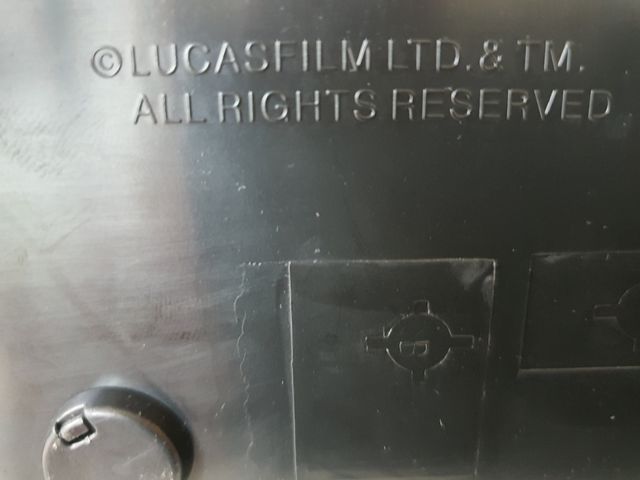 ©LUCASFILM LTD. & TM.
ALL RIGHTS RESERVED
B